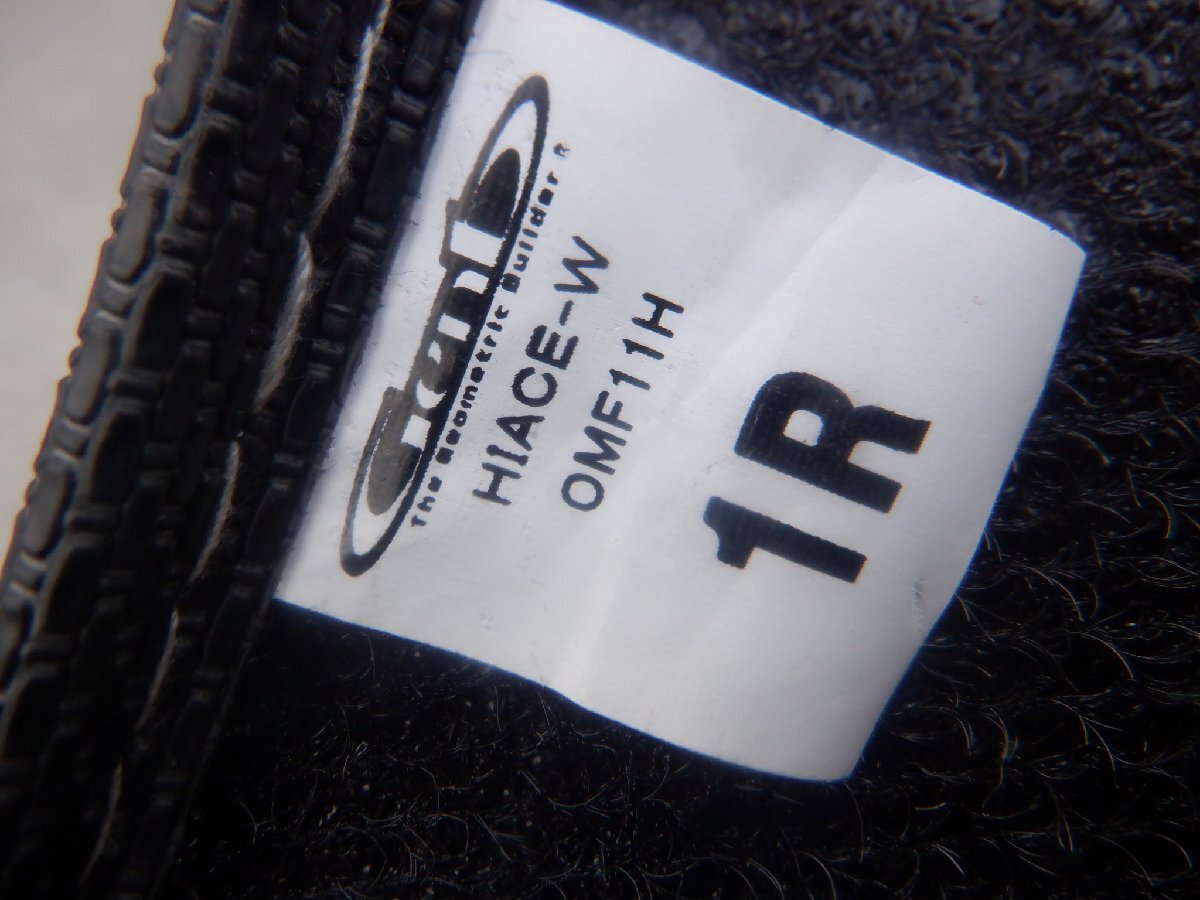 The Geometric Builder R
HIACE-W
OMF11H
1R